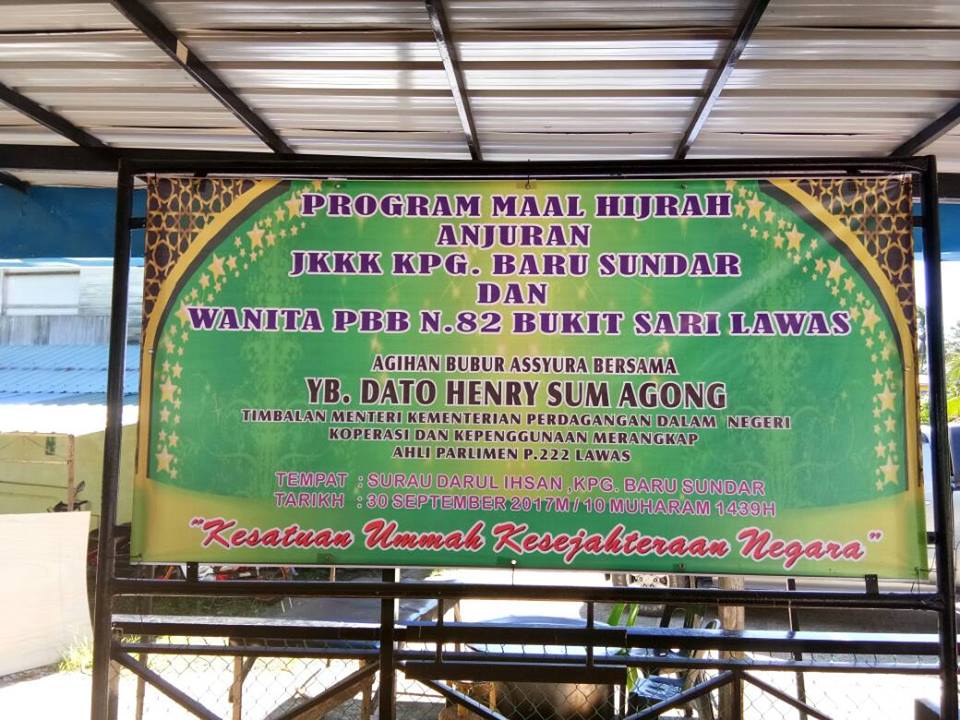 PROGRAM MAAL HIJRAH
ANJURAN
JKKK KPG. BARU SUNDAR
DAN
WANITA PBB N.82 BUKIT SARI LAWAS
AGIHAN BUBUR ASSYURA BERSAMA
YB. DATO HENRY SUM AGONG
TIMBALAN MENTERI KEMENTERIAN PERDAGANGAN DALAM NEGERI
KOPERASI DAN KEPENGGUNAAN MERANGKAP
AHLI PARLIMEN P.222 LAWAS
TEMPAT : SURAU DARUL IHSAN ,KPG. BARU SUNDAR
TARIKH : 30 SEPTEMBER 2017M / 10 MUHARAM 1439H
"Kesatuan Ummah Kesejahteraan Negara"